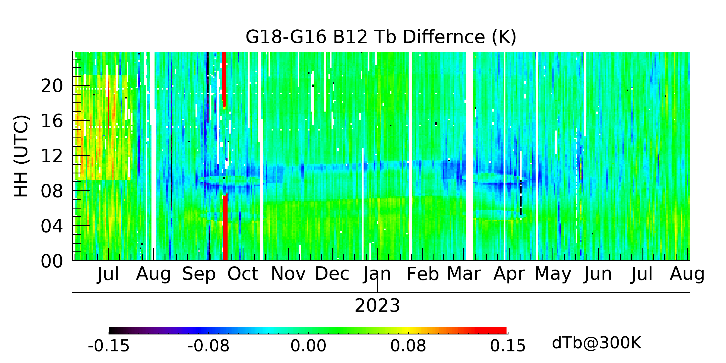 G18-G16 B12 Tb Differnce (K)
HH (UTC)
20
16
12
08
04
00
Jul Aug Sep Oct Nov Dec Jan Feb Mar Apr May Jun Jul Aug
2023
-0.15 -0.08 0.00 0.08 0.15 dTb@300K